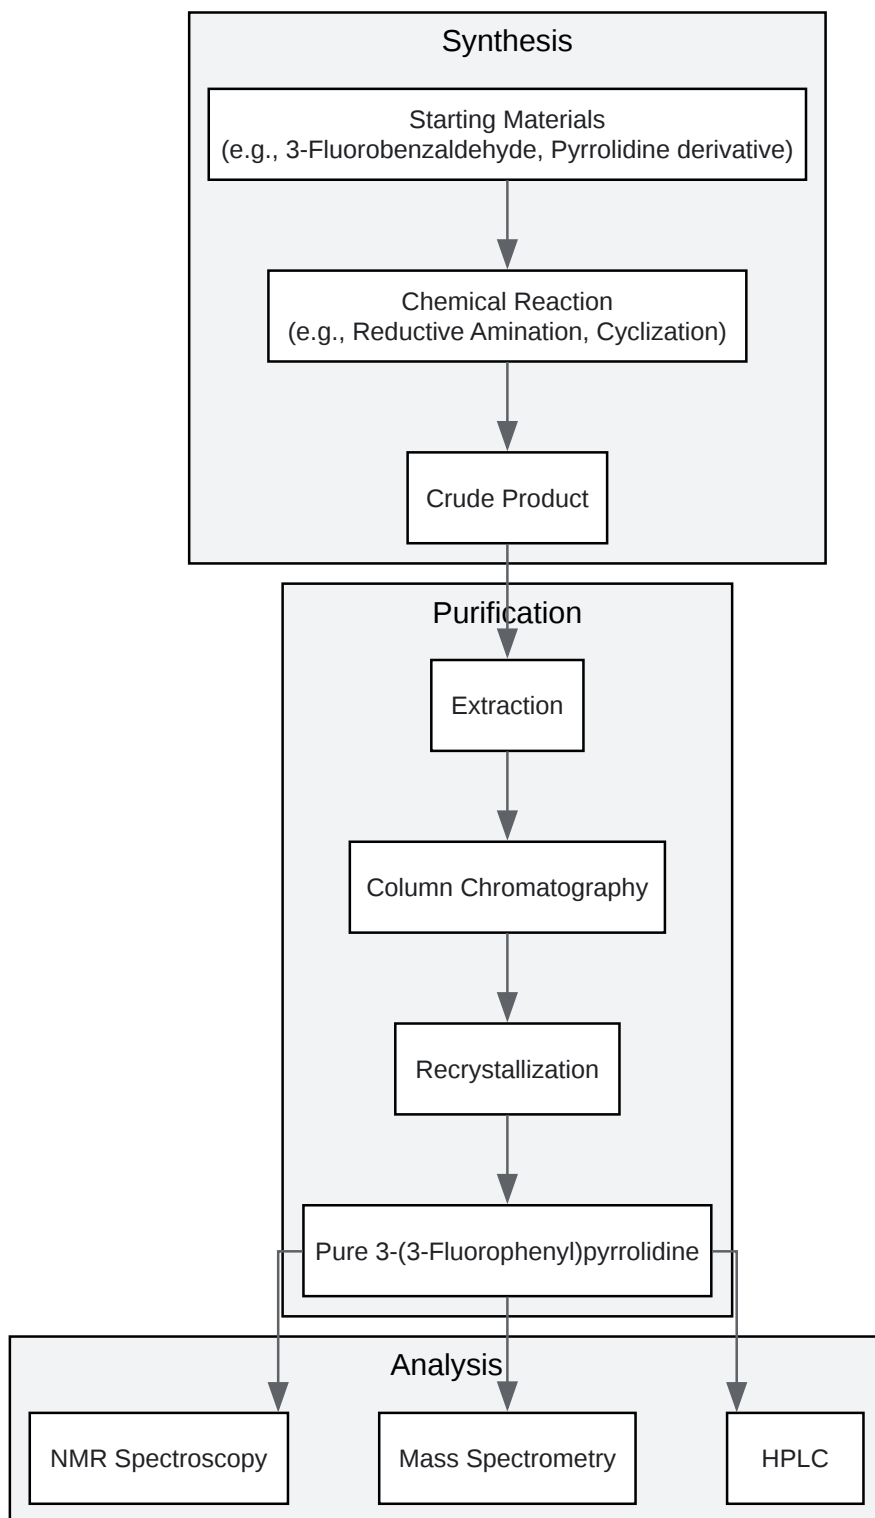 Synthesis
Starting Materials
(e.g., 3-Fluorobenzaldehyde, Pyrrolidine derivative)
Chemical Reaction
(e.g., Reductive Amination, Cyclization)
Crude Product
Purification
Extraction
Column Chromatography
Recrystallization
Pure 3-(3-Fluorophenyl)pyrrolidine
Analysis
NMR Spectroscopy
Mass Spectrometry
HPLC